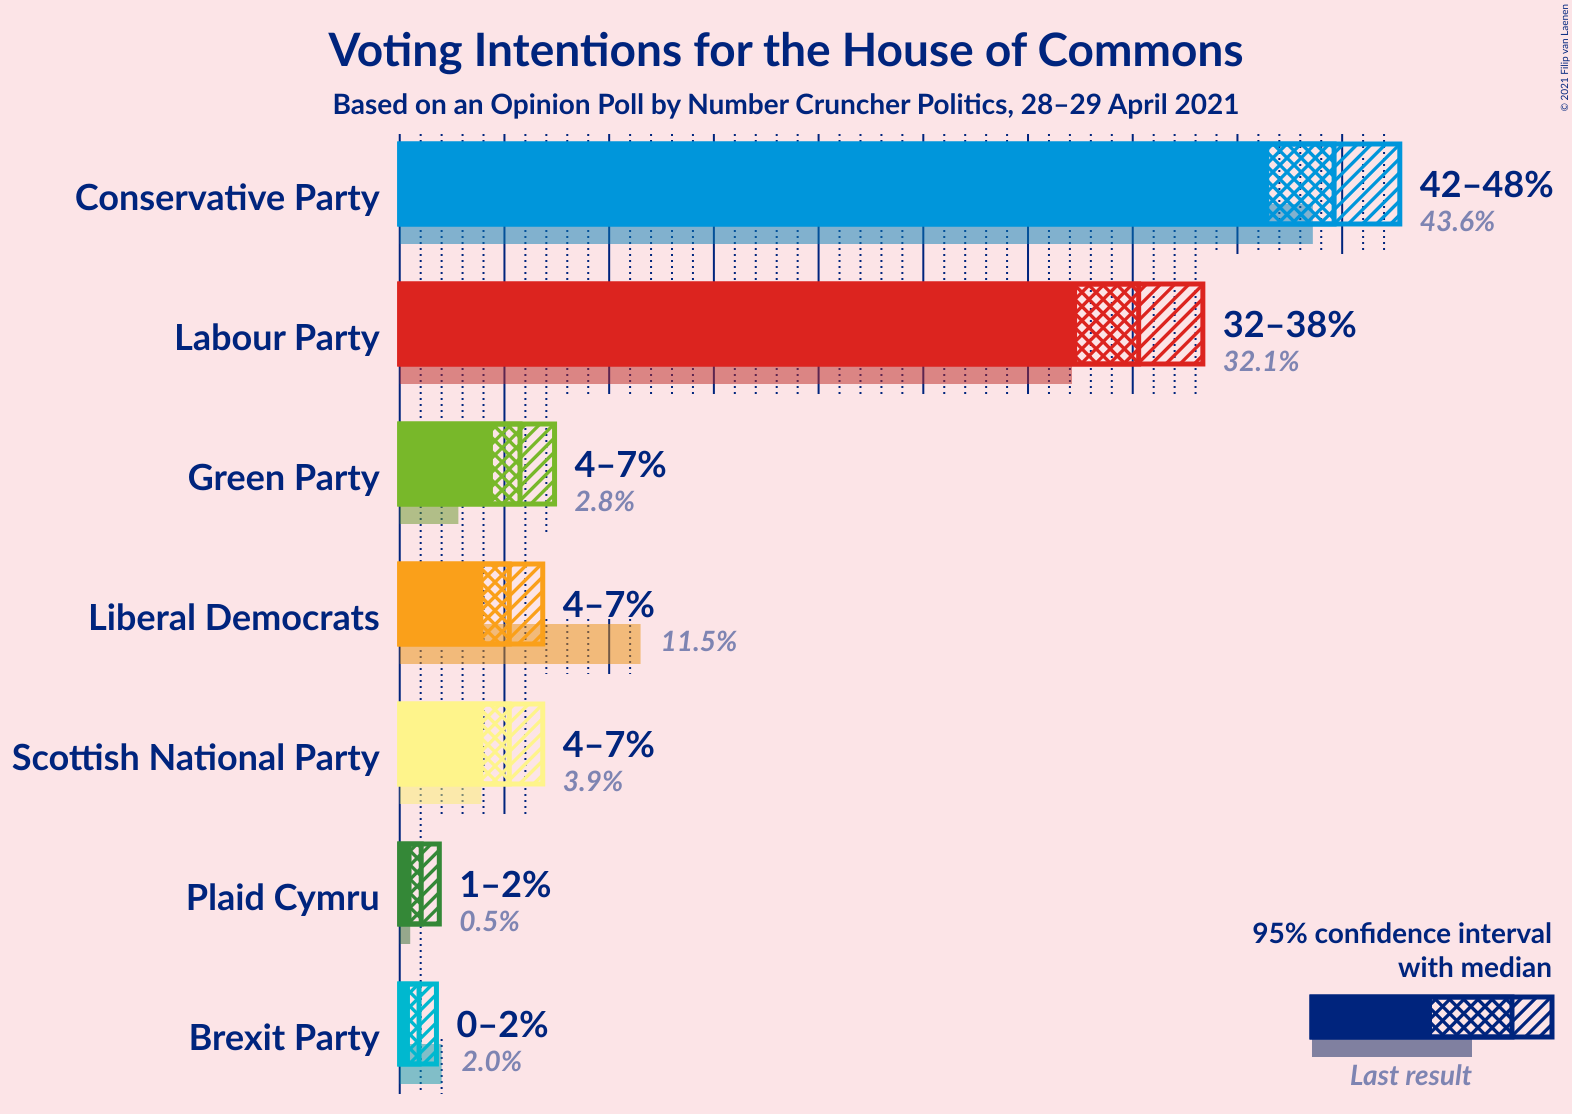 Voting Intentions for the House of Commons
Based on an Opinion Poll by Number Cruncher Politics, 28–29 April 2021
© 2021 Filip van Laenen
Conservative Party
42–48%
43.6%
Labour Party
32–38%
32.1%
Green Party
4–7%
2.8%
Liberal Democrats
4–7%
11.5%
Scottish National Party
4–7%
3.9%
Plaid Cymru
1–2%
0.5%
Brexit Party
0–2%
2.0%
95% confidence interval
with median
Last result